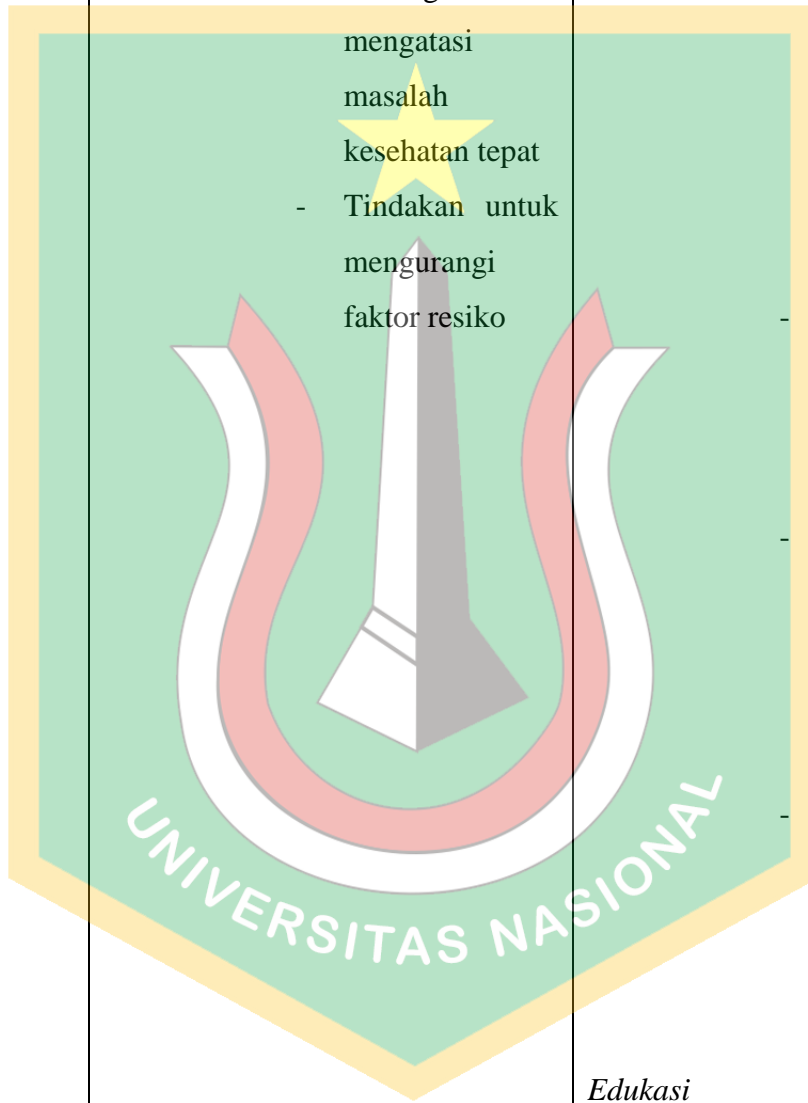 mengatasi
masalah
kesehatan tepat
- Tindakan untuk
mengurangi
faktor resiko
-
-
-
UNIVERSITAS NASIONAL
Edukasi